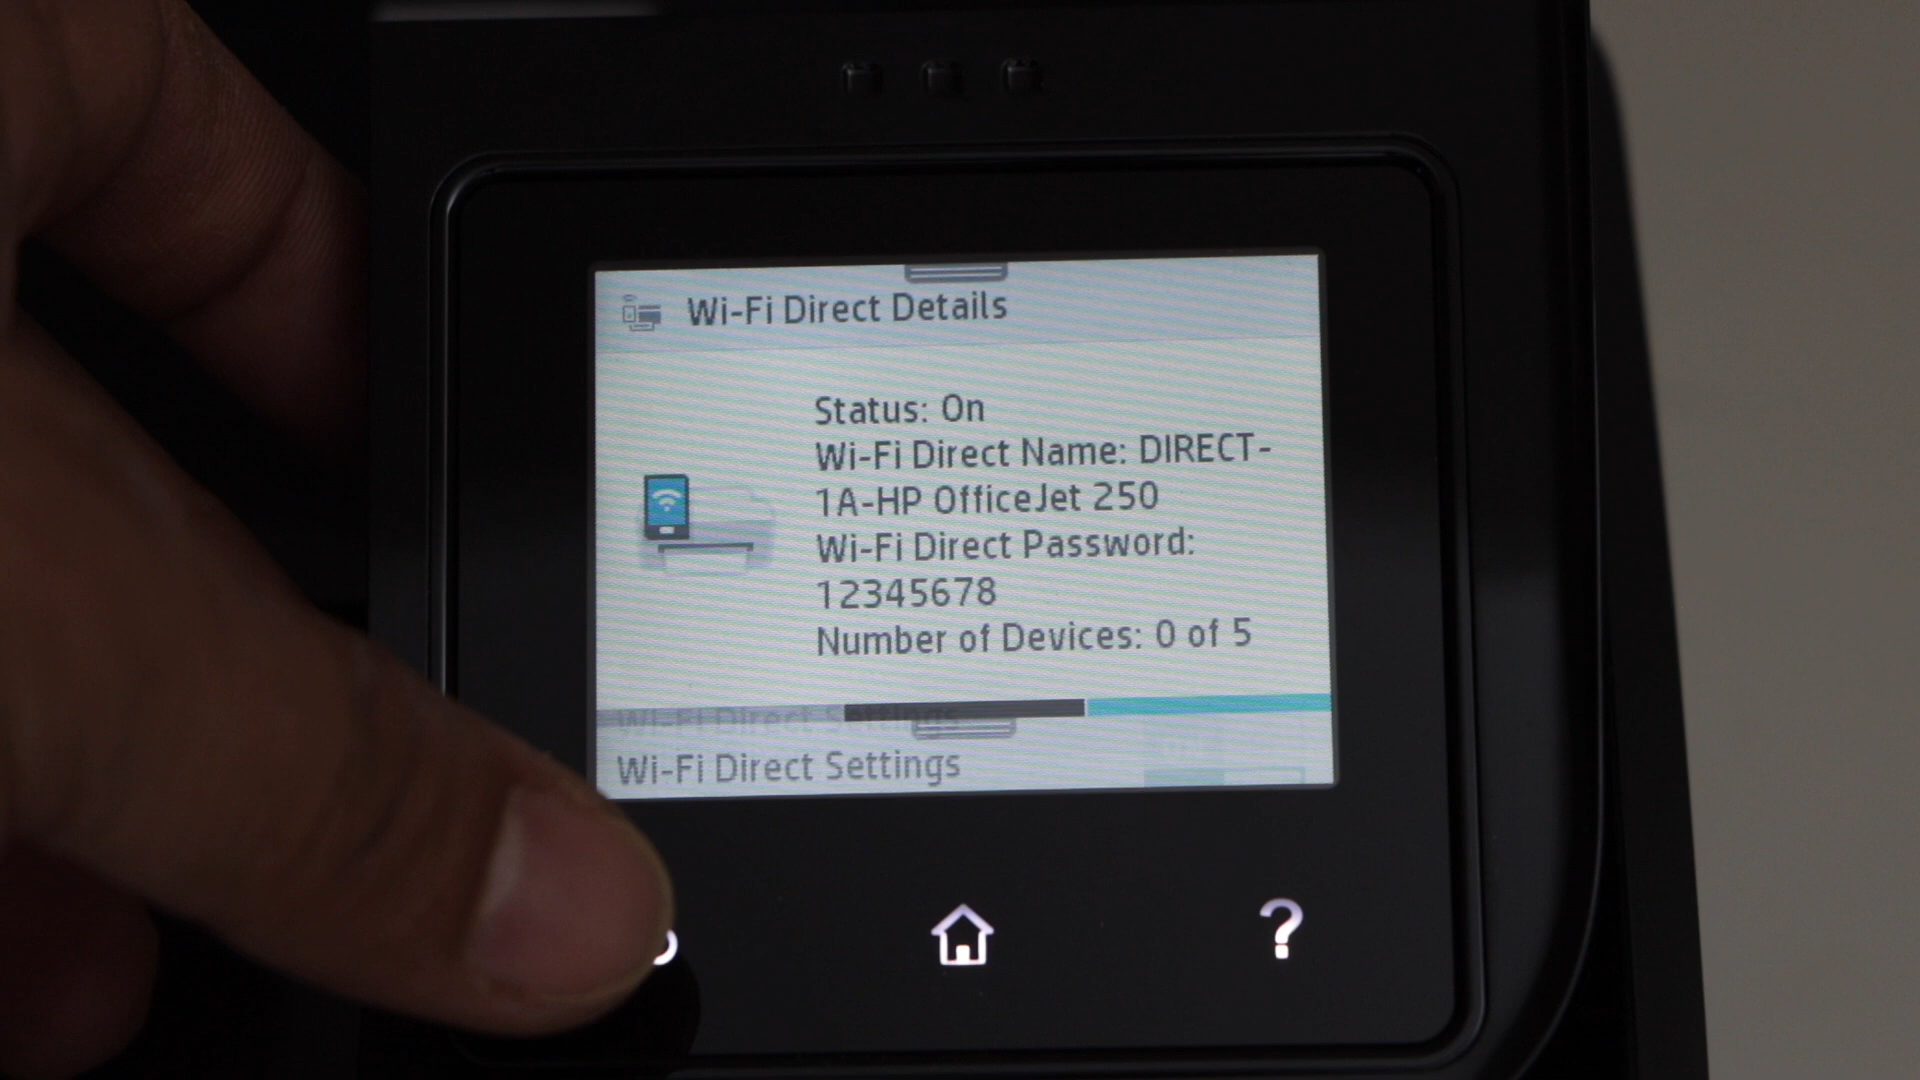 Wi-Fi Direct Details
Status: On
Wi-Fi Direct Name: DIRECT-
1A-HP OfficeJet 250
Wi-Fi Direct Password:
12345678
Number of Devices: 0 of 5
Wi-Fi Direct Settings
Wi-Fi Direct Settings
?